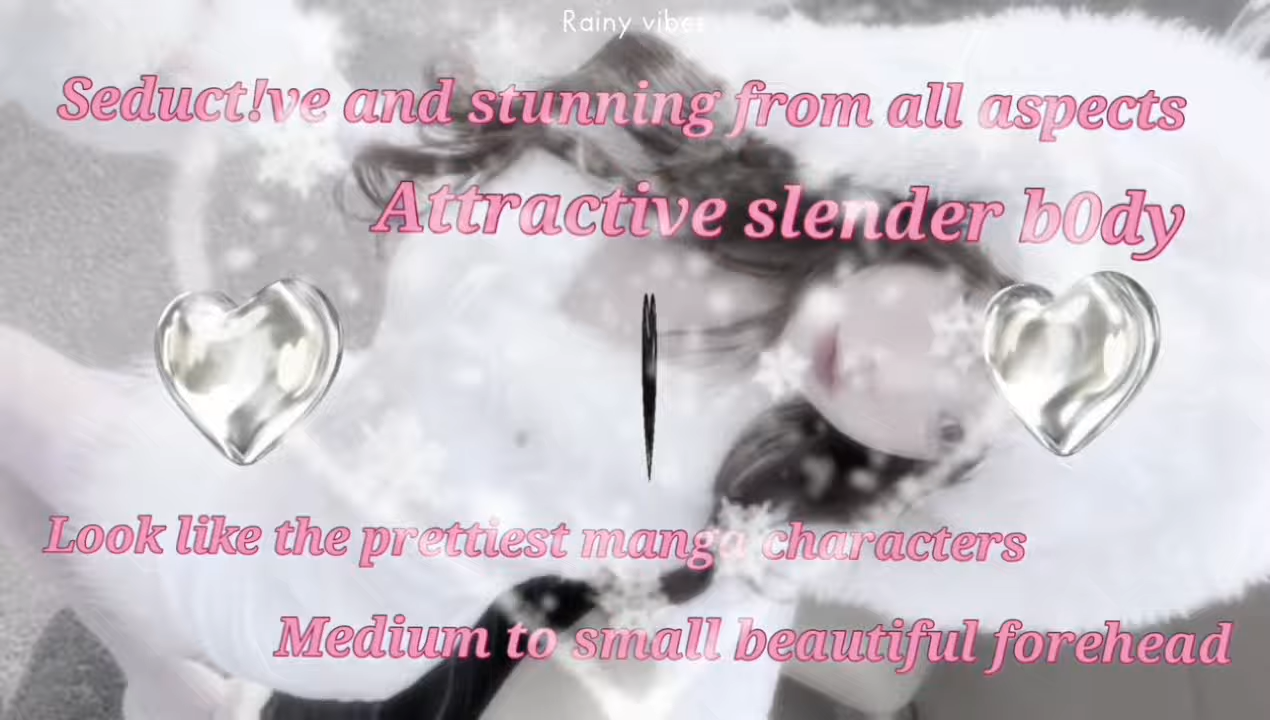 Rainy vibes
Seduct!ve and stunning from all aspects
Attractive slender b0dy
Look like the prettiest manga characters
Medium to small beautiful forehead